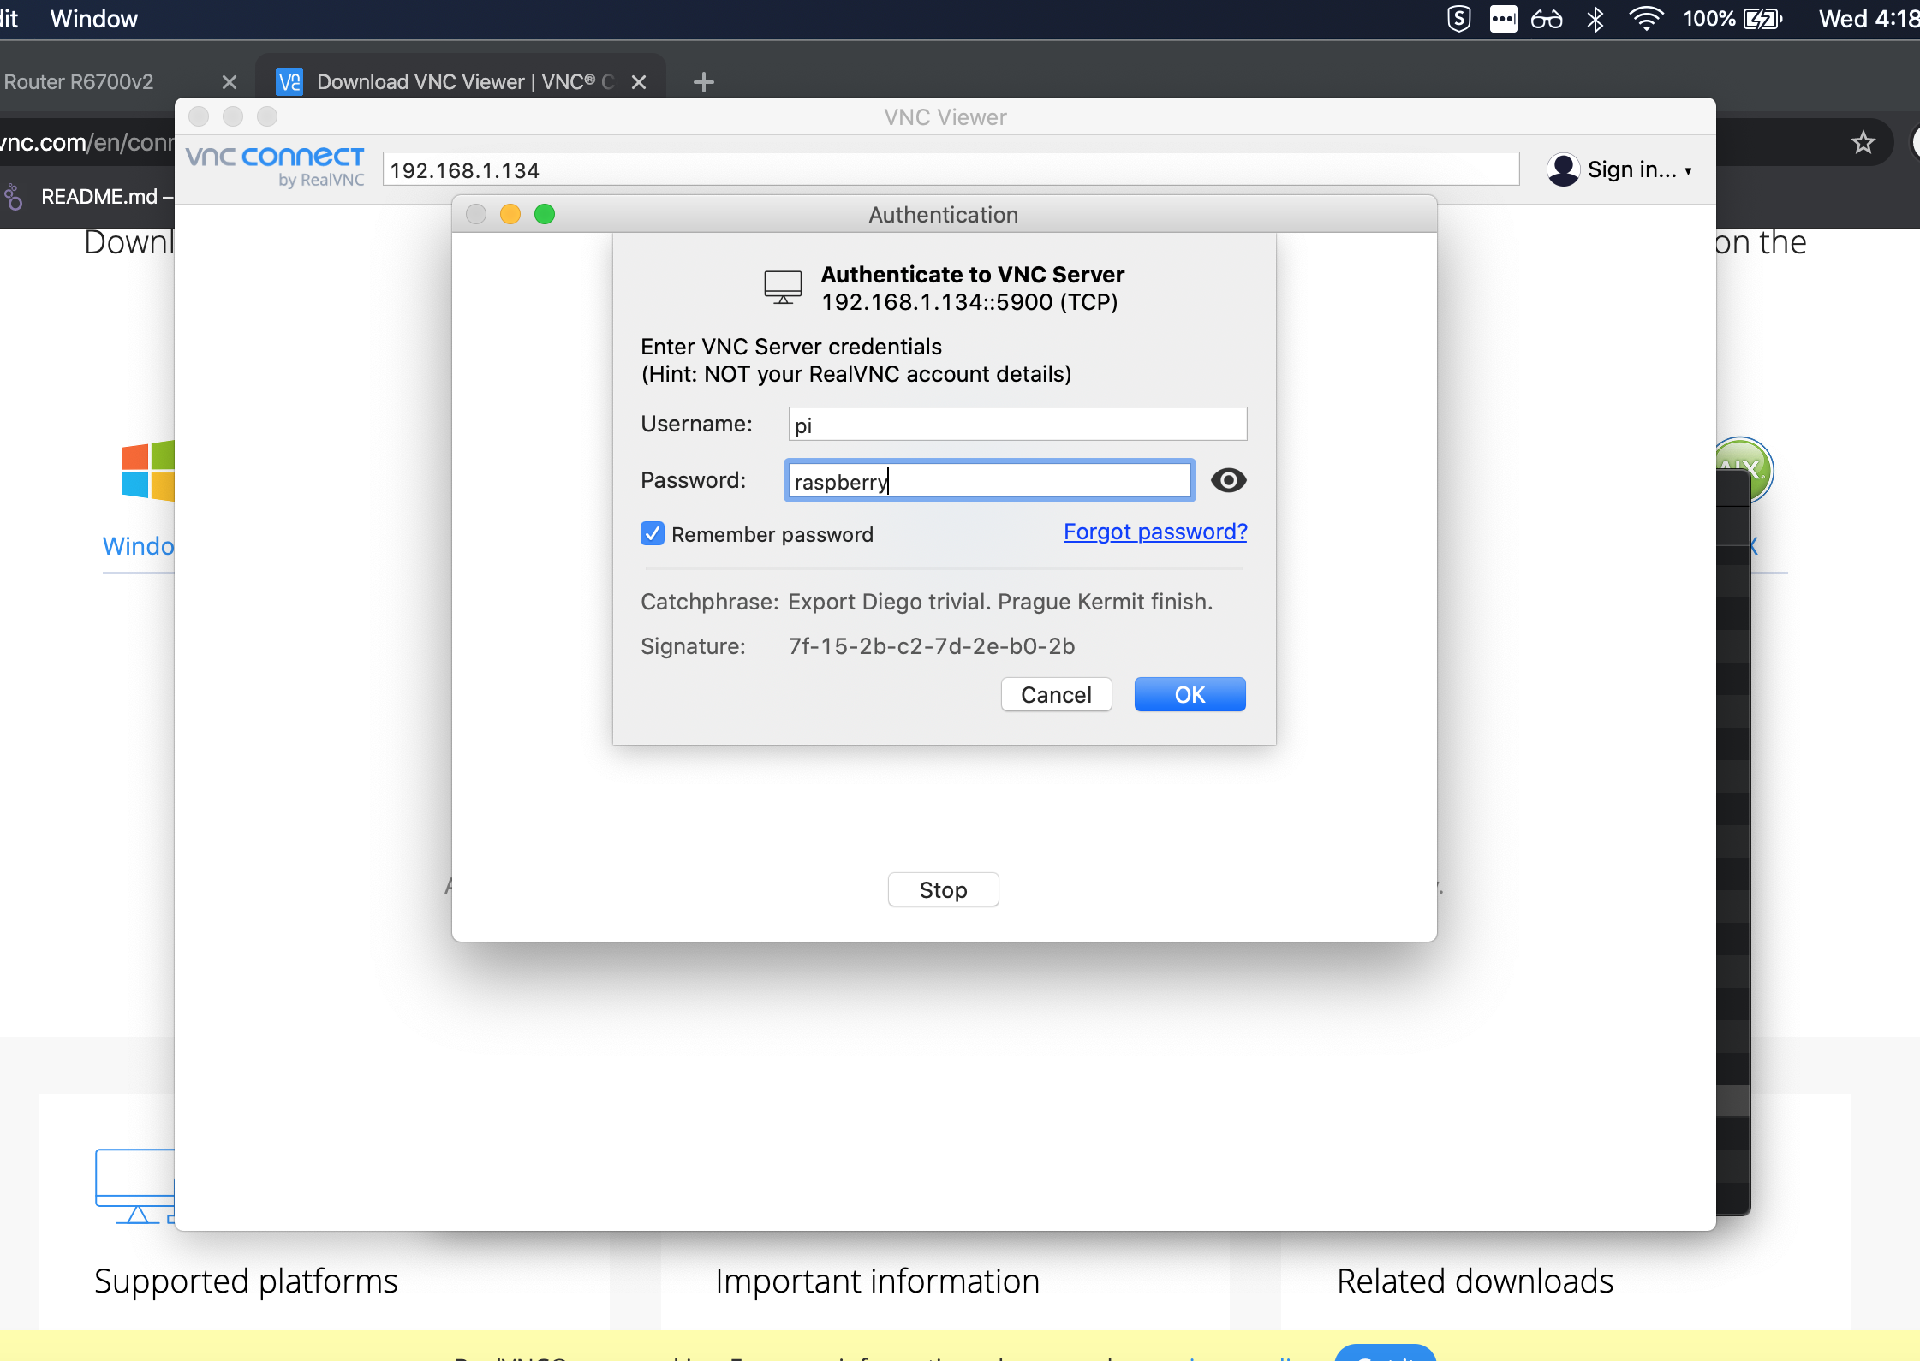 Window
100%
Wed 4:18
Router R6700v2
Download VNC Viewer | VNC® C
VNC Viewer
vnc.com/en/conn
vnc connect
by RealVNC
192.168.1.134
Sign in...
README.md –
Authentication
Downl
on the
Authenticate to VNC Server
192.168.1.134::5900 (TCP)
Enter VNC Server credentials
(Hint: NOT your RealVNC account details)
Username:
pi
Password:
raspberry
Remember password
Forgot password?
Windo
Catchphrase: Export Diego trivial. Prague Kermit finish.
Signature: 7f-15-2b-c2-7d-2e-b0-2b
Cancel
OK
Stop
Supported platforms
Important information
Related downloads